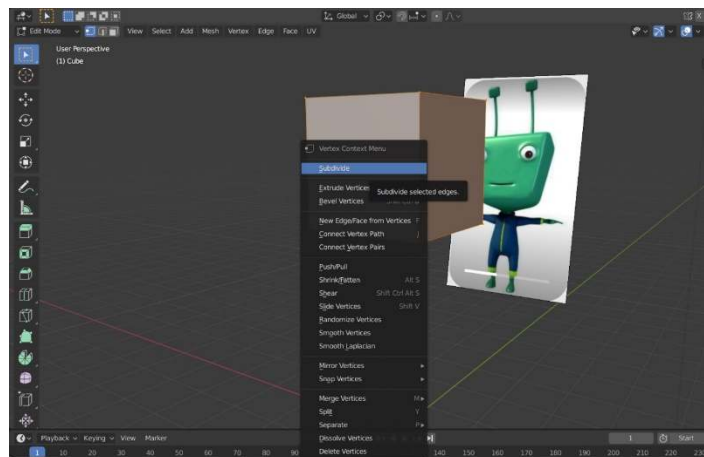 Global
Edit Mode View Select Add Mesh Vertex Edge Face UV
User Perspective
(1) Cube
Vertex Context Menu
Subdivide
Subdivide selected edges.
Extrude Vertices
Bevel Vertices
New Edge/Face from Vertices F
Connect Vertex Path J
Connect Vertex Pairs
Push/Pull
Shrink/Fatten Alt S
Shear Shift Ctrl Alt S
Slide Vertices Shift V
Randomize Vertices
Smooth Vertices
Smooth Laplacian
Mirror Vertices
Snap Vertices
Merge Vertices M
Split Y
Separate P
Dissolve Vertices
Delete Vertices
Playback Keying View Marker 1 Start
1 10 20 30 40 50 60 70 80 90 140 150 160 170 180 190 200 210 220 230